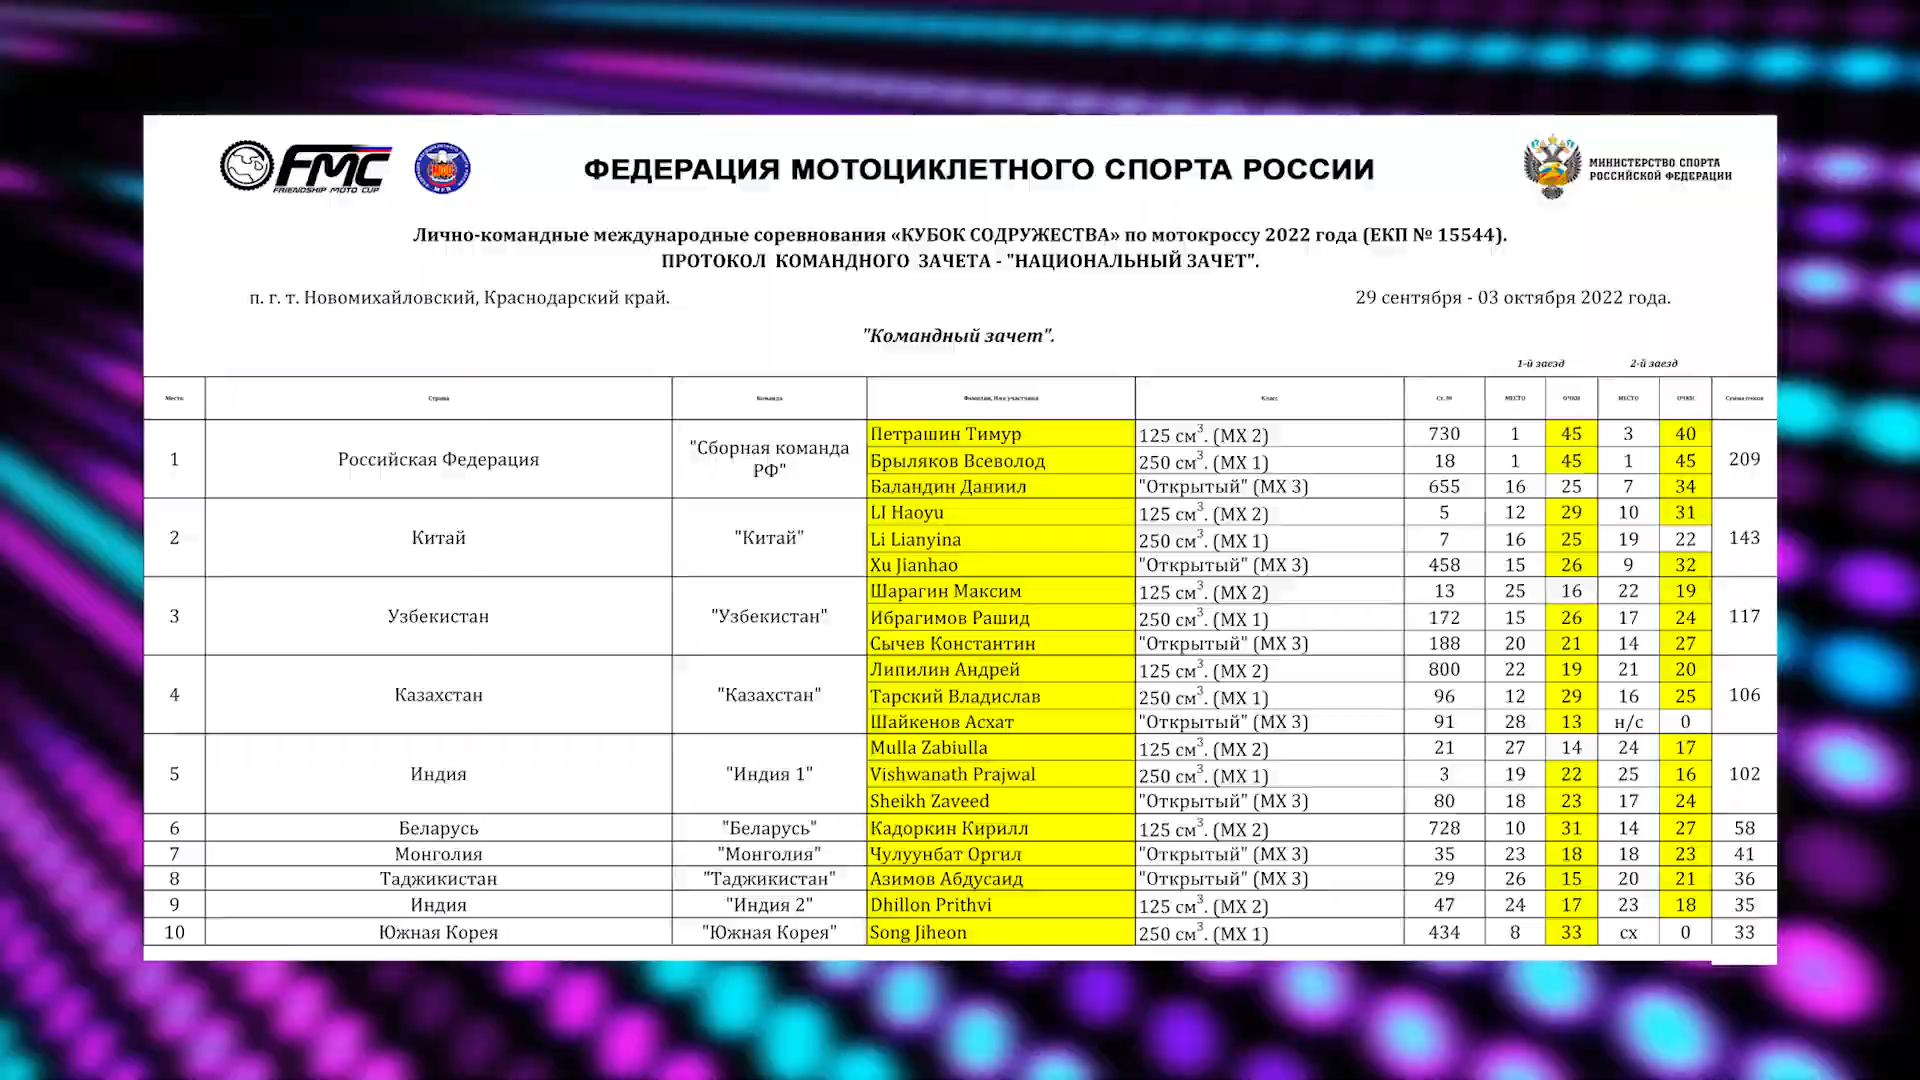 FMC
FRIENDSHIP MOTO CUP
МФР
ФЕДЕРАЦИЯ МОТОЦИКЛЕТНОГО СПОРТА РОССИИ
МИНИСТЕРСТВО СПОРТА
РОССИЙСКОЙ ФЕДЕРАЦИИ
Лично-командные международные соревнования «КУБОК СОДРУЖЕСТВА» по мотокроссу 2022 года (ЕКП № 15544).
ПРОТОКОЛ КОМАНДНОГО ЗАЧЕТА - "НАЦИОНАЛЬНЫЙ ЗАЧЕТ".
п. г. т. Новомихайловский, Краснодарский край. 29 сентября - 03 октября 2022 года.
"Командный зачет".
1-й заезд 2-й заезд
Место Страна Команда Фамилия, Имя участника Класс Ст. № МЕСТО ОЧКИ МЕСТО ОЧКИ Сумма очков
1 Российская Федерация "Сборная команда РФ" Петрашин Тимур 125 см³. (МХ 2) 730 1 45 3 40 209
Брыляков Всеволод 250 см³. (МХ 1) 18 1 45 1 45
Баландин Даниил "Открытый" (МХ 3) 655 16 25 7 34
2 Китай "Китай" LI Haoyu 125 см³. (МХ 2) 5 12 29 10 31 143
Li Lianyina 250 см³. (МХ 1) 7 16 25 19 22
Xu Jianhao "Открытый" (МХ 3) 458 15 26 9 32
3 Узбекистан "Узбекистан" Шарагин Максим 125 см³. (МХ 2) 13 25 16 22 19 117
Ибрагимов Рашид 250 см³. (МХ 1) 172 15 26 17 24
Сычев Константин "Открытый" (МХ 3) 188 20 21 14 27
4 Казахстан "Казахстан" Липилин Андрей 125 см³. (МХ 2) 800 22 19 21 20 106
Тарский Владислав 250 см³. (МХ 1) 96 12 29 16 25
Шайкенов Асхат "Открытый" (МХ 3) 91 28 13 н/с 0
5 Индия "Индия 1" Mulla Zabiulla 125 см³. (МХ 2) 21 27 14 24 17 102
Vishwanath Prajwal 250 см³. (МХ 1) 3 19 22 25 16
Sheikh Zaveed "Открытый" (МХ 3) 80 18 23 17 24
6 Беларусь "Беларусь" Кадоркин Кирилл 125 см³. (МХ 2) 728 10 31 14 27 58
7 Монголия "Монголия" Чулуунбат Оргил "Открытый" (МХ 3) 35 23 18 18 23 41
8 Таджикистан "Таджикистан" Азимов Абдусаид "Открытый" (МХ 3) 29 26 15 20 21 36
9 Индия "Индия 2" Dhillon Prithvi 125 см³. (МХ 2) 47 24 17 23 18 35
10 Южная Корея "Южная Корея" Song Jiheon 250 см³. (МХ 1) 434 8 33 сх 0 33